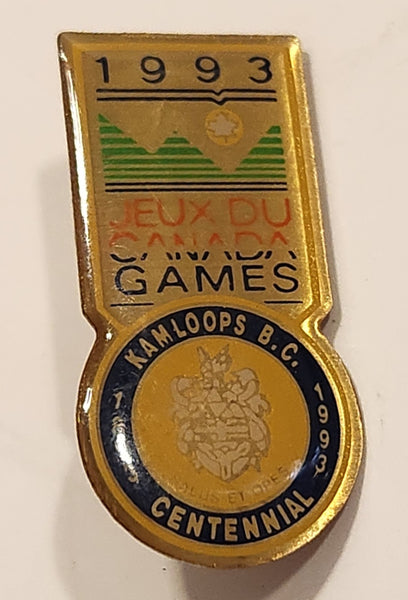 1993
JEUX DU
CANADA
GAMES
KAMLOOPS B.C.
1993
CENTENNIAL